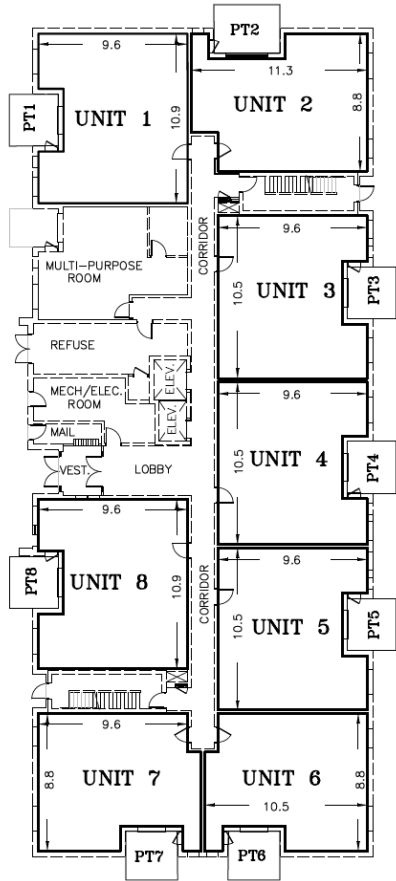 PT2
9.6
11.3
PT1
UNIT 1
10.9
UNIT 2
8.8
CORRIDOR
9.6
MULTI-PURPOSE
ROOM
10.5
UNIT 3
PT3
REFUSE
ELEV.
9.6
MECH/ELEC.
ROOM
ELEV.
MAIL
10.5
UNIT 4
PT4
VEST.
LOBBY
9.6
9.6
PT8
UNIT 8
10.9
CORRIDOR
10.5
UNIT 5
PT5
9.6
8.8
UNIT 7
UNIT 6
8.8
10.5
PT7
PT6